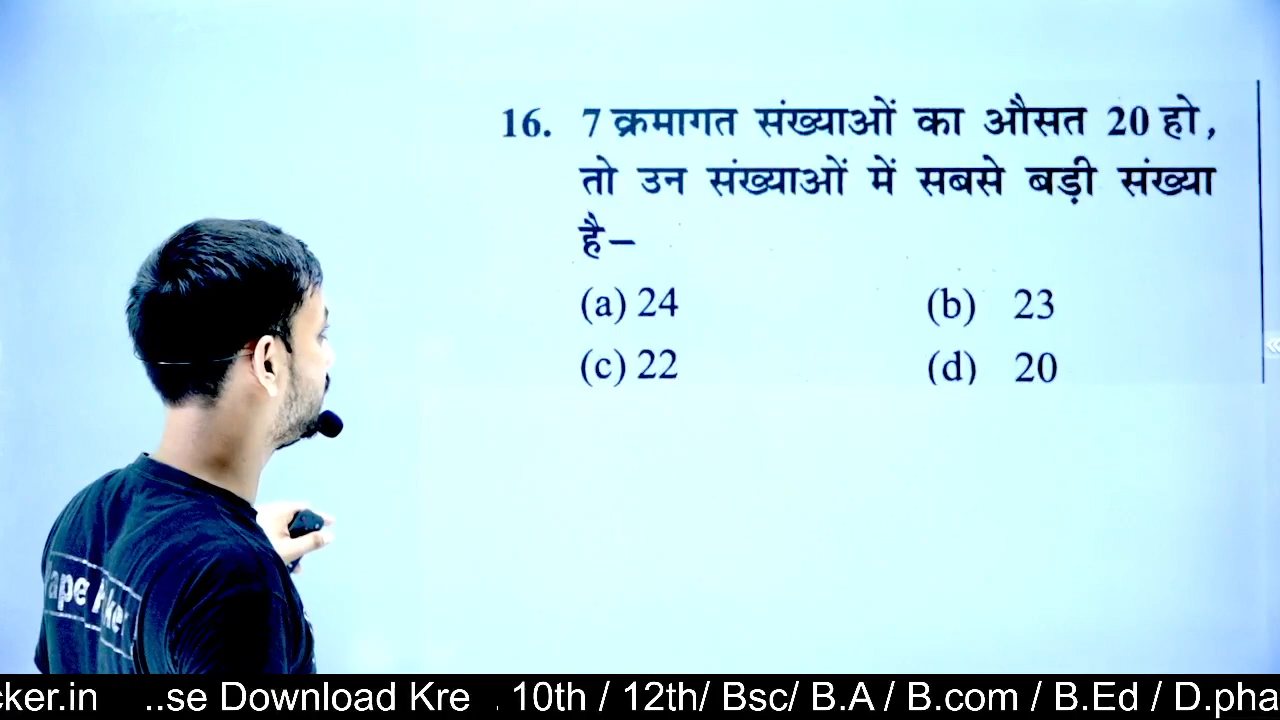 16. 7 क्रमागत संख्याओं का औसत 20 हो,
तो उन संख्याओं में सबसे बड़ी संख्या
है–
(a) 24 (b) 23
(c) 22 (d) 20
cker.in ..se Download Kre . 10th / 12th/ Bsc/ B.A / B.com / B.Ed / D.pha